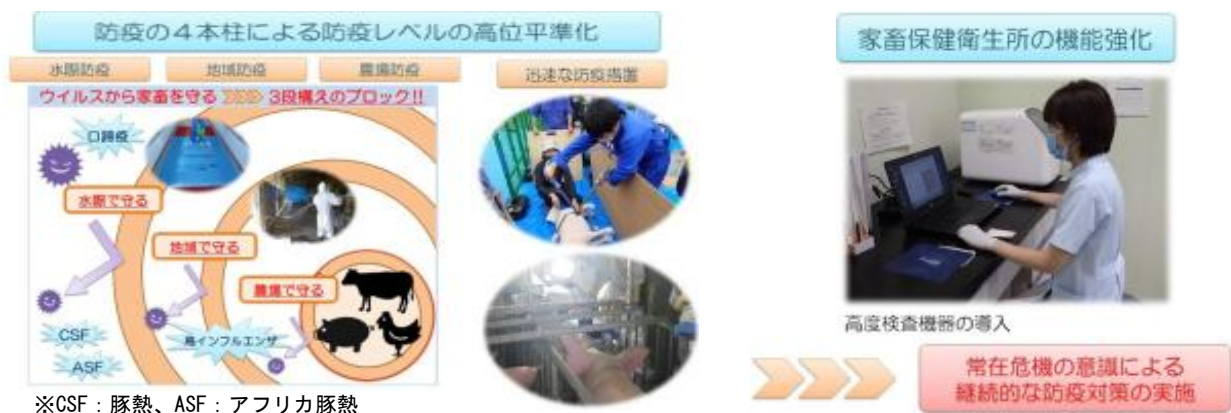 防疫の4本柱による防疫レベルの高位平準化
水際防疫
地域防疫
農場防疫
迅速な防疫措置
ウイルスから家畜を守る 3段構えのブロック!!
口蹄疫
水際で守る
地域で守る
農場で守る
CSF
ASF
鳥インフルエンザ
※CSF：豚熱、ASF：アフリカ豚熱
家畜保健衛生所の機能強化
高度検査機器の導入
常在危機の意識による
継続的な防疫対策の実施